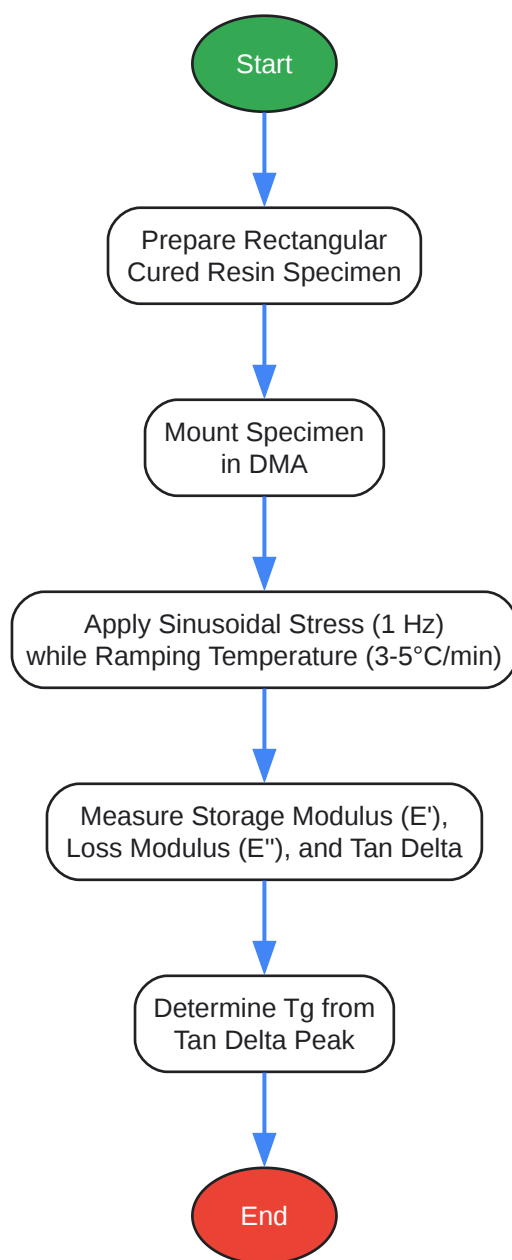 Start
Prepare Rectangular
Cured Resin Specimen
Mount Specimen
in DMA
Apply Sinusoidal Stress (1 Hz)
while Ramping Temperature (3-5°C/min)
Measure Storage Modulus (E'),
Loss Modulus (E"), and Tan Delta
Determine Tg from
Tan Delta Peak
End